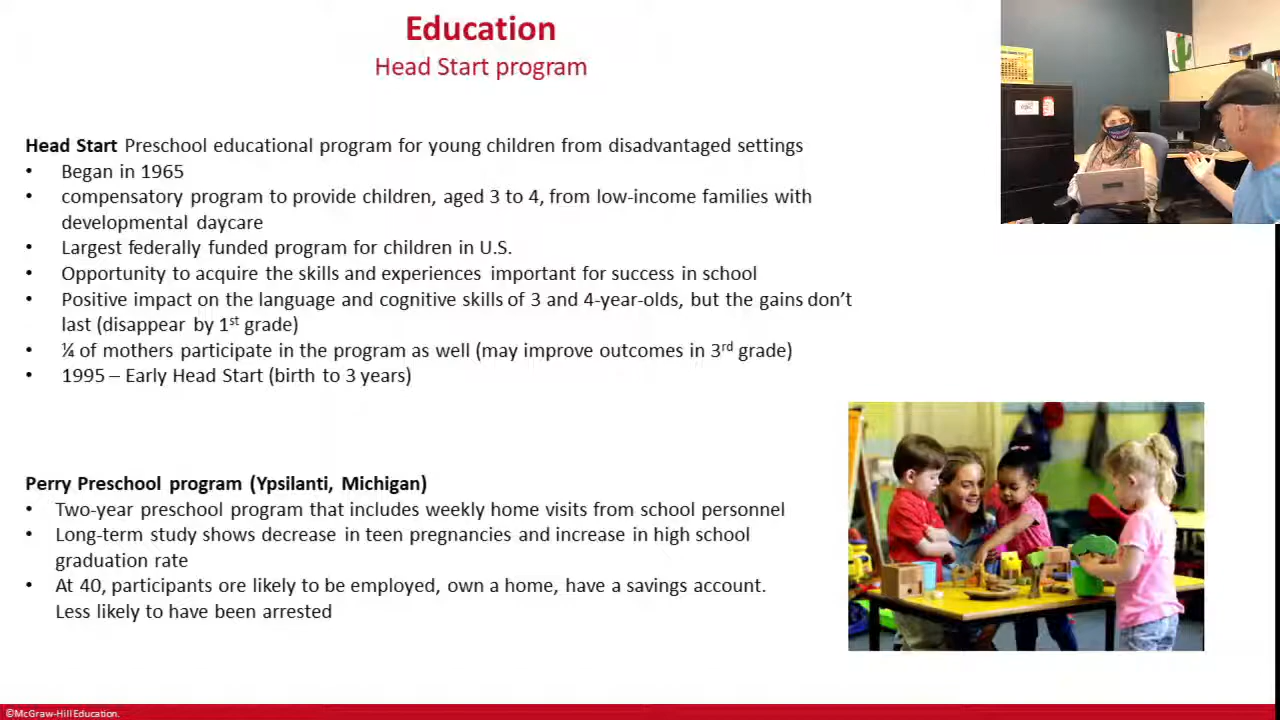 Education
Head Start program
Head Start Preschool educational program for young children from disadvantaged settings
• Began in 1965
• compensatory program to provide children, aged 3 to 4, from low-income families with
developmental daycare
• Largest federally funded program for children in U.S.
• Opportunity to acquire the skills and experiences important for success in school
• Positive impact on the language and cognitive skills of 3 and 4-year-olds, but the gains don’t
last (disappear by 1st grade)
• ¼ of mothers participate in the program as well (may improve outcomes in 3rd grade)
• 1995 – Early Head Start (birth to 3 years)
Perry Preschool program (Ypsilanti, Michigan)
• Two-year preschool program that includes weekly home visits from school personnel
• Long-term study shows decrease in teen pregnancies and increase in high school
graduation rate
• At 40, participants are likely to be employed, own a home, have a savings account.
Less likely to have been arrested
©McGraw-Hill Education.